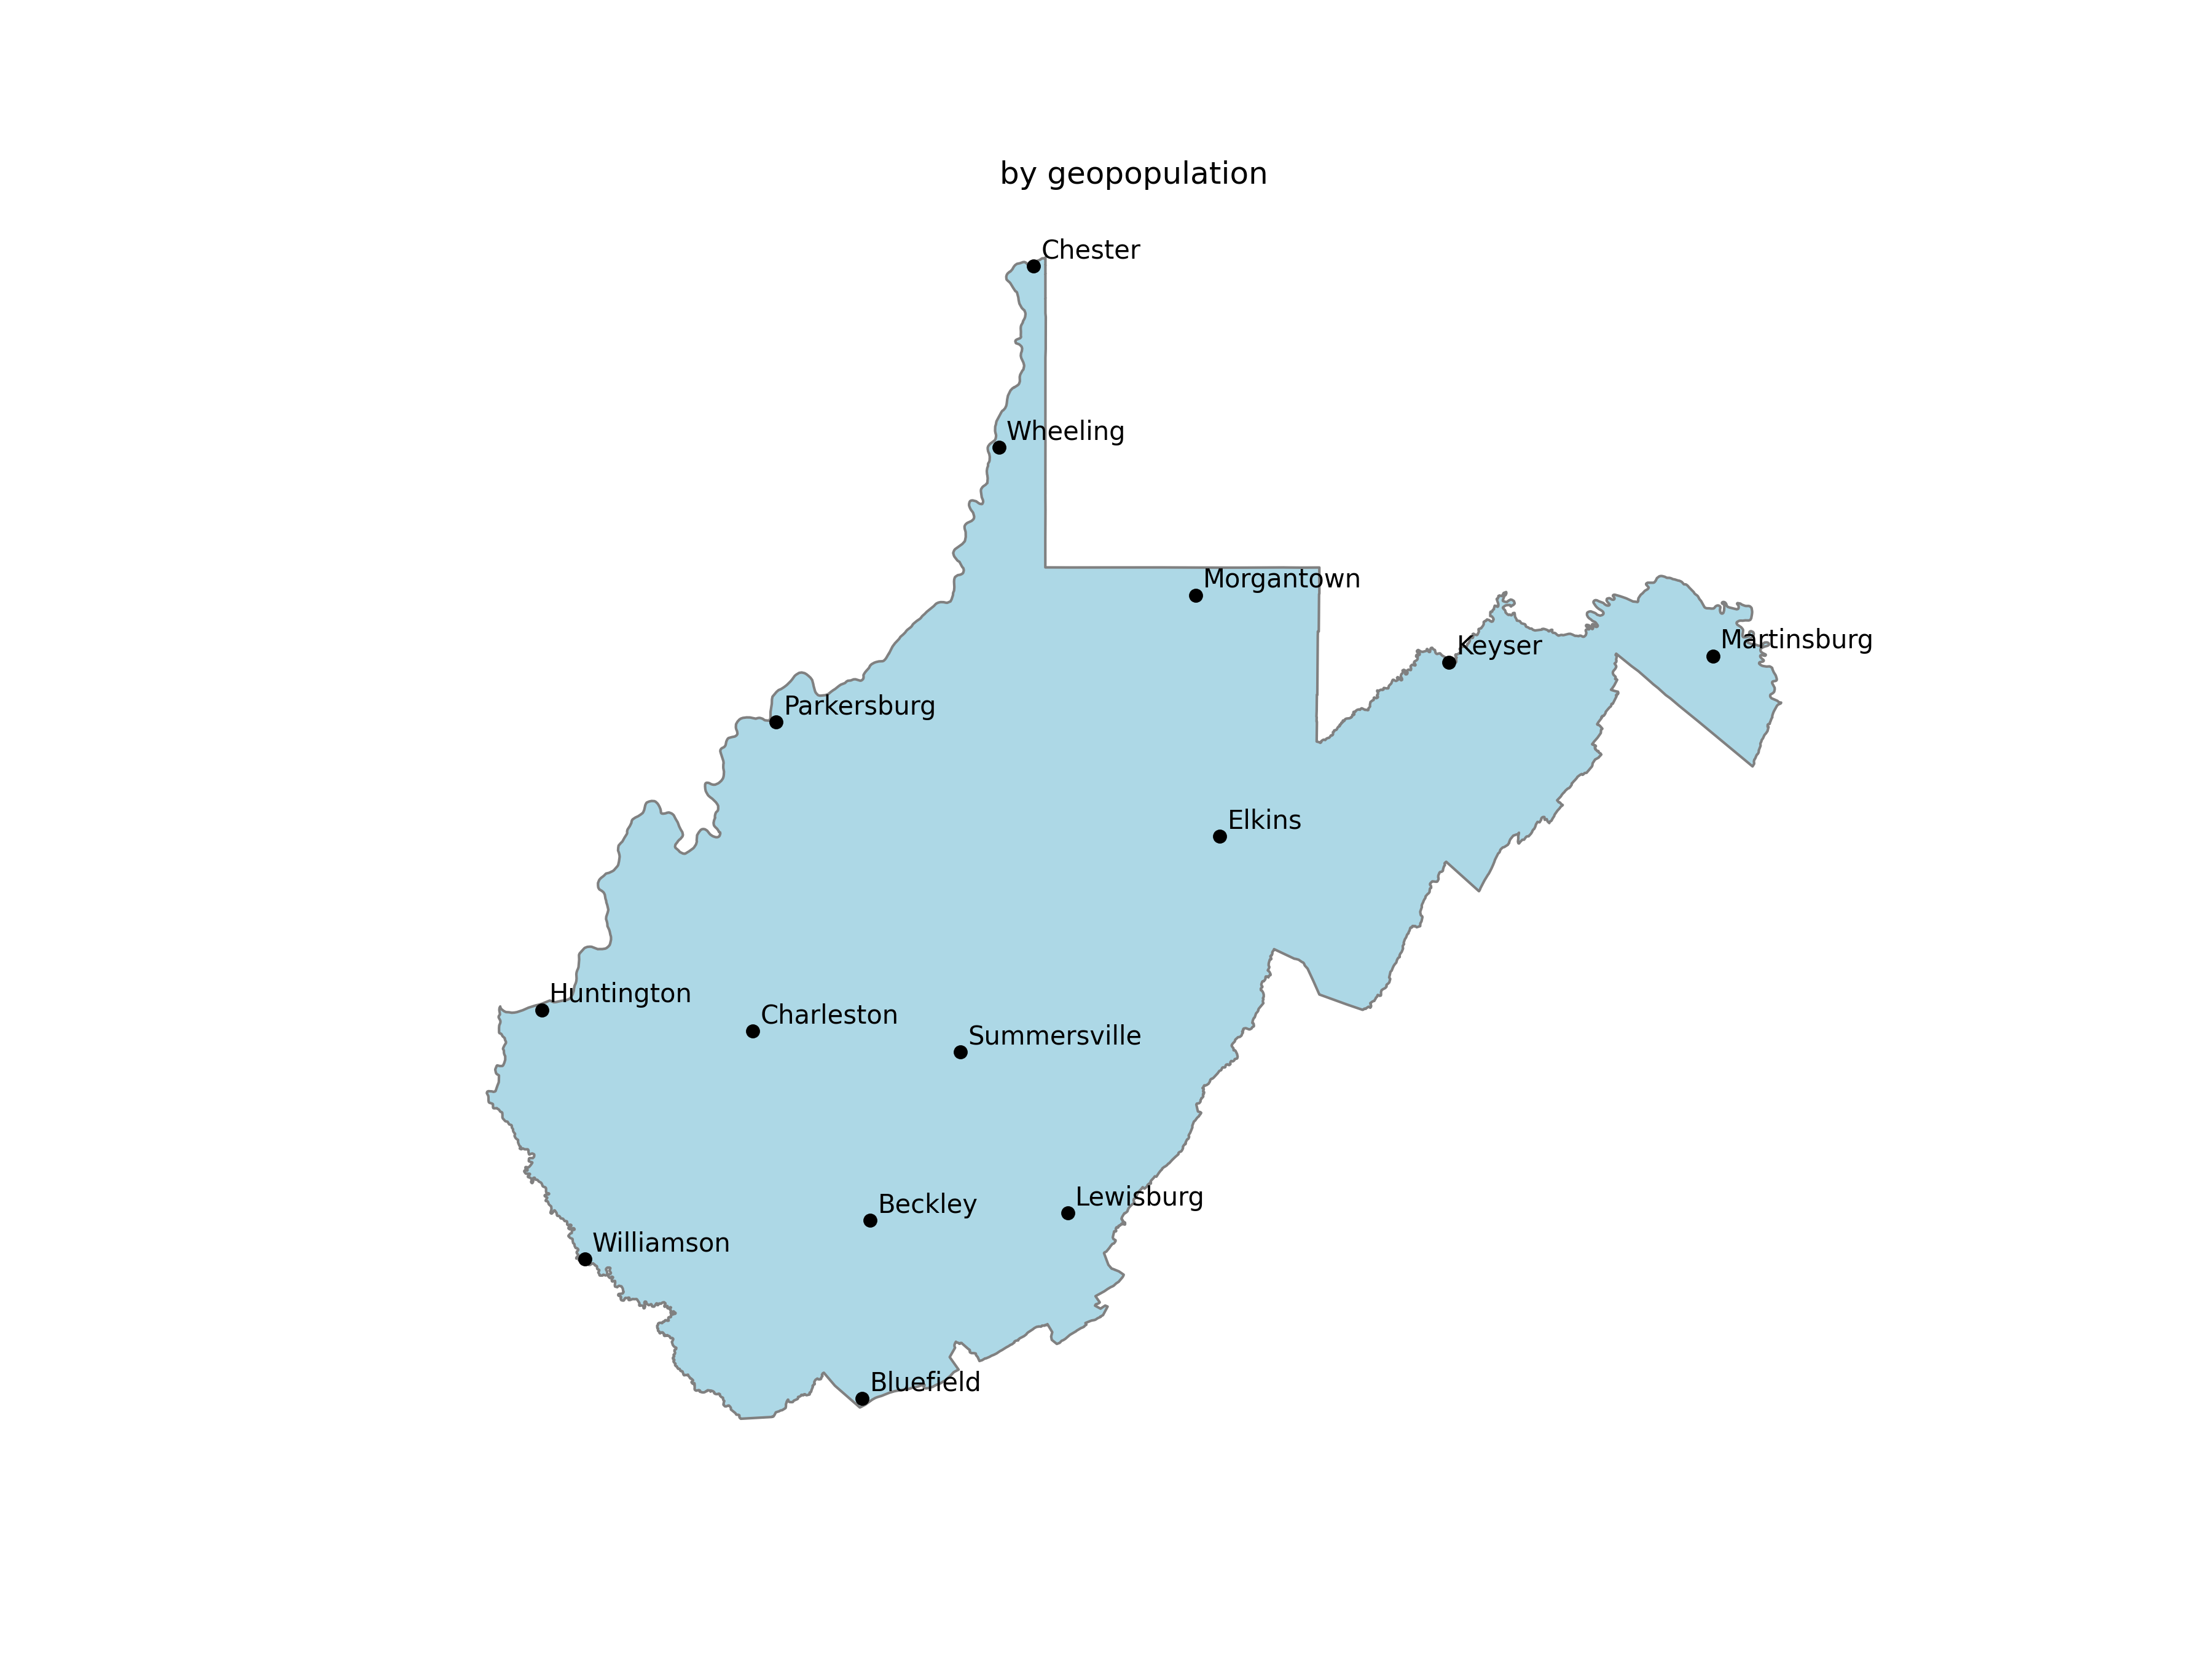 by geopopulation
Chester
Wheeling
Morgantown
Martinsburg
Keyser
Parkersburg
Elkins
Huntington
Charleston
Summersville
Lewisburg
Beckley
Williamson
Bluefield